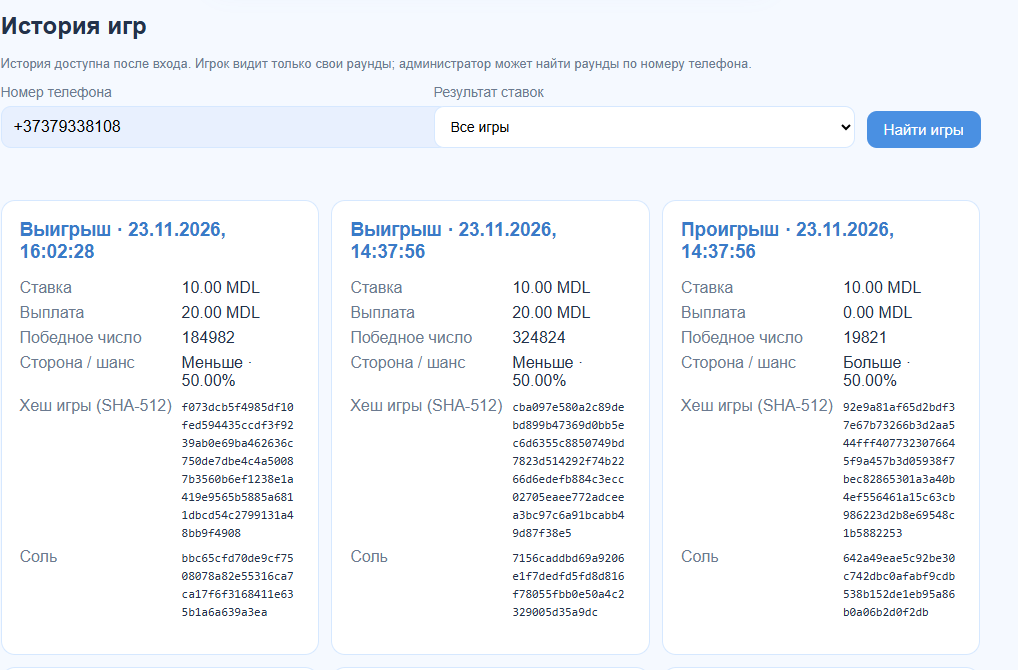 История игр
История доступна после входа. Игрок видит только свои раунды; администратор может найти раунды по номеру телефона.
Номер телефона
Результат ставок
+37379338108
Все игры
Найти игры
Выигрыш · 23.11.2026,
16:02:28
Ставка 10.00 MDL
Выплата 20.00 MDL
Победное число 184982
Сторона / шанс Меньше ·
50.00%
Хеш игры (SHA-512) f073dcb5f4985df10
fed594435ccdf3f92
39ab0e69ba462636c
750de7dbe4c4a5008
7b3560b6ef1238e1a
419e9565b5885a681
1dbcd54c2799131a4
8bb9f4908
Соль bbc65cfd70de9cf75
08078a82e55316ca7
ca17f6f3168411e63
5b1a6a639a3ea
Выигрыш · 23.11.2026,
14:37:56
Ставка 10.00 MDL
Выплата 20.00 MDL
Победное число 324824
Сторона / шанс Меньше ·
50.00%
Хеш игры (SHA-512) cba097e580a2c89de
bd899b47369d0bb5e
c6d6355c8850749bd
7823d514292f74b22
66d6edefb884c3ecc
02705eaee772adcee
a3bc97c6a91bcabb4
9d87f38e5
Соль 7156caddbd69a9206
e1f7dedfd5fd8d816
f78055fbb0e50a4c2
329005d35a9dc
Проигрыш · 23.11.2026,
14:37:56
Ставка 10.00 MDL
Выплата 0.00 MDL
Победное число 19821
Сторона / шанс Больше ·
50.00%
Хеш игры (SHA-512) 92e9a81af65d2bdf3
7e67b73266b3d2aa5
44fff407732307664
5f9a457b3d05938f7
bec82865301a3a40b
4ef556461a15c63cb
986223d2b8e69548c
1b5882253
Соль 642a49eae5c92be30
c742dbc0afabf9cdb
538b152de1eb95a86
b0a06b2d0f2db